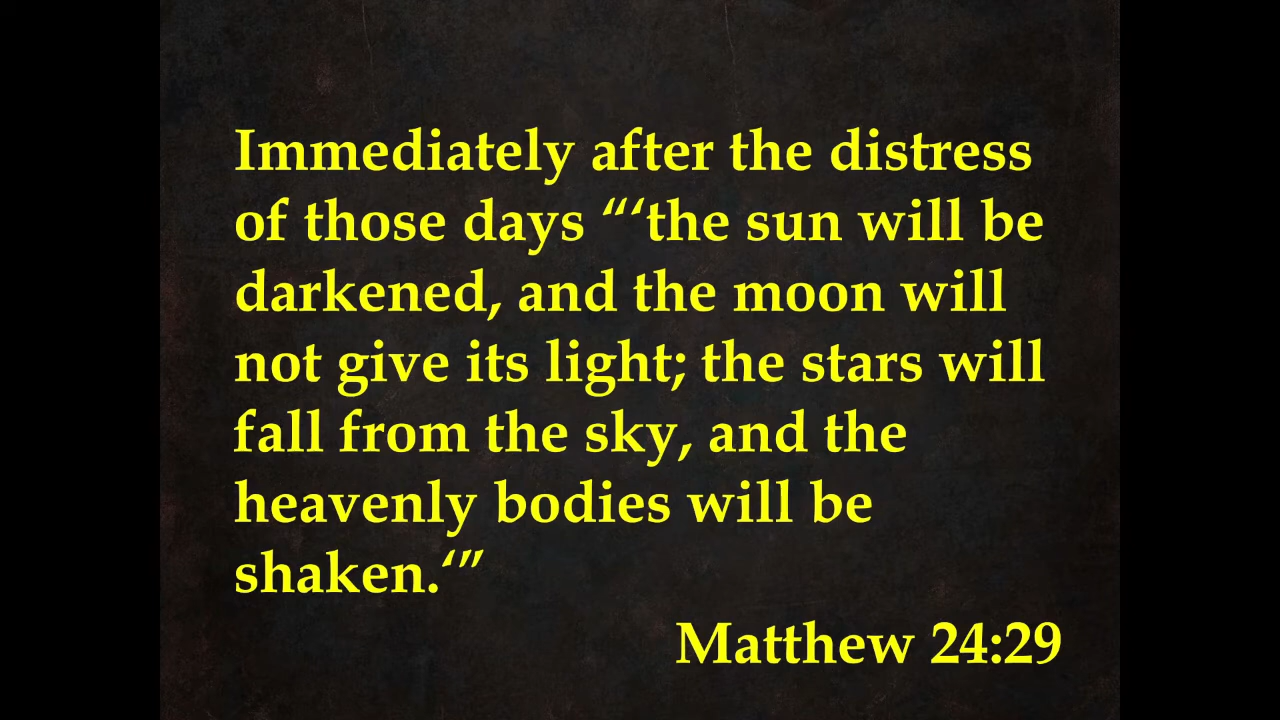 Immediately after the distress
of those days “‘the sun will be
darkened, and the moon will
not give its light; the stars will
fall from the sky, and the
heavenly bodies will be
shaken.‘”
Matthew 24:29